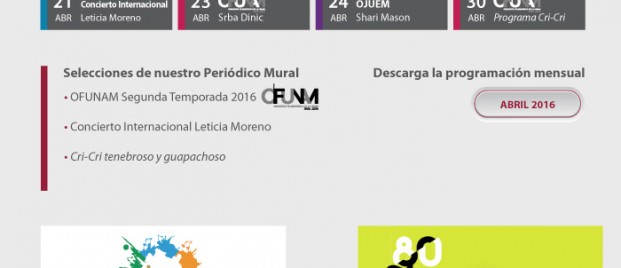 21 Concierto Internacional
ABR Leticia Moreno
23 OFUNAM
ABR Srba Dinic
24 OJUEM
ABR Shari Mason
30 OFUNAM
ABR Programa Cri-Cri
Selecciones de nuestro Periódico Mural
• OFUNAM Segunda Temporada 2016 OFUNAM
• Concierto Internacional Leticia Moreno
• Cri-Cri tenebroso y guapachoso
Descarga la programación mensual
ABRIL 2016
80